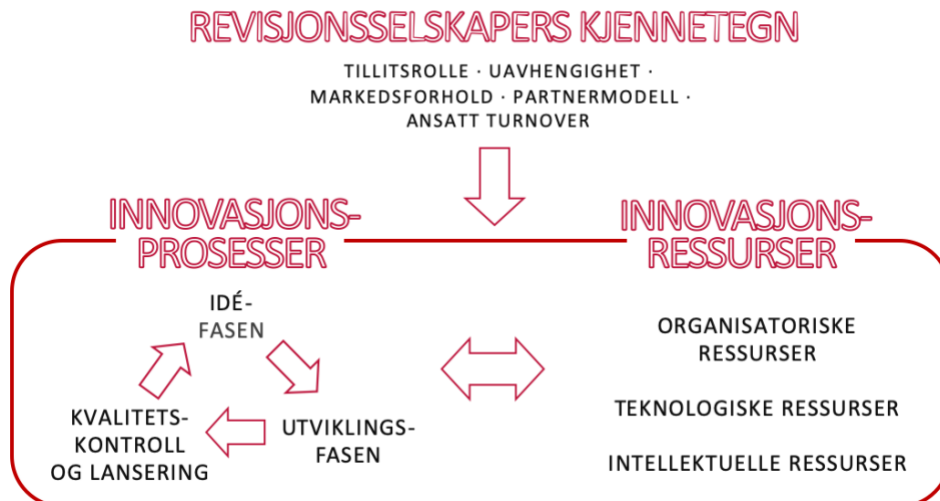 REVISJONSSELSKAPERS KJENNETEGN
TILLITSROLLE · UAVHENGIGHET ·
MARKEDSFORHOLD · PARTNERMODELL ·
ANSATT TURNOVER
INNOVASJONS-
PROSESSER
IDÉ-
FASEN
UTVIKLINGS-
FASEN
KVALITETS-
KONTROLL
OG LANSERING
INNOVASJONS-
RESSURSER
ORGANISATORISKE
RESSURSER
TEKNOLOGISKE RESSURSER
INTELLEKTUELLE RESSURSER